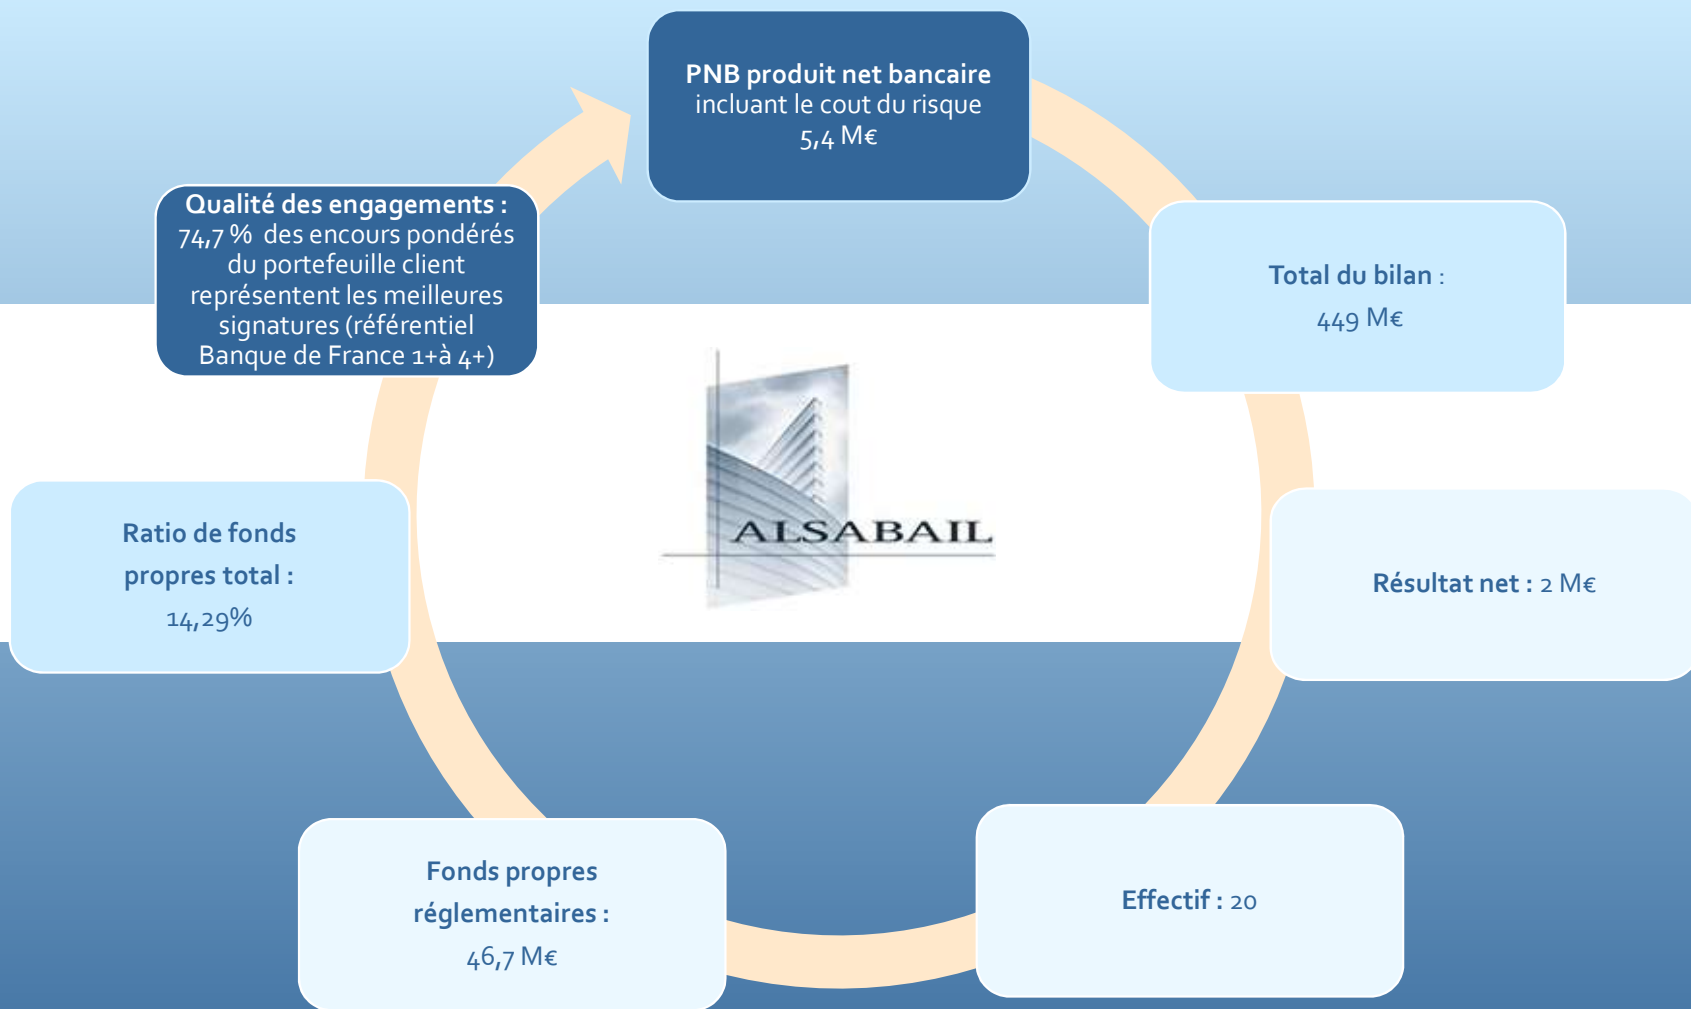 PNB produit net bancaire
incluant le cout du risque
5,4 M€
Total du bilan :
449 M€
Résultat net : 2 M€
Effectif : 20
Fonds propres
réglementaires :
46,7 M€
Ratio de fonds
propres total :
14,29%
Qualité des engagements :
74,7 % des encours pondérés
du portefeuille client
représentent les meilleures
signatures (référentiel
Banque de France 1+à 4+)
ALSABAIL